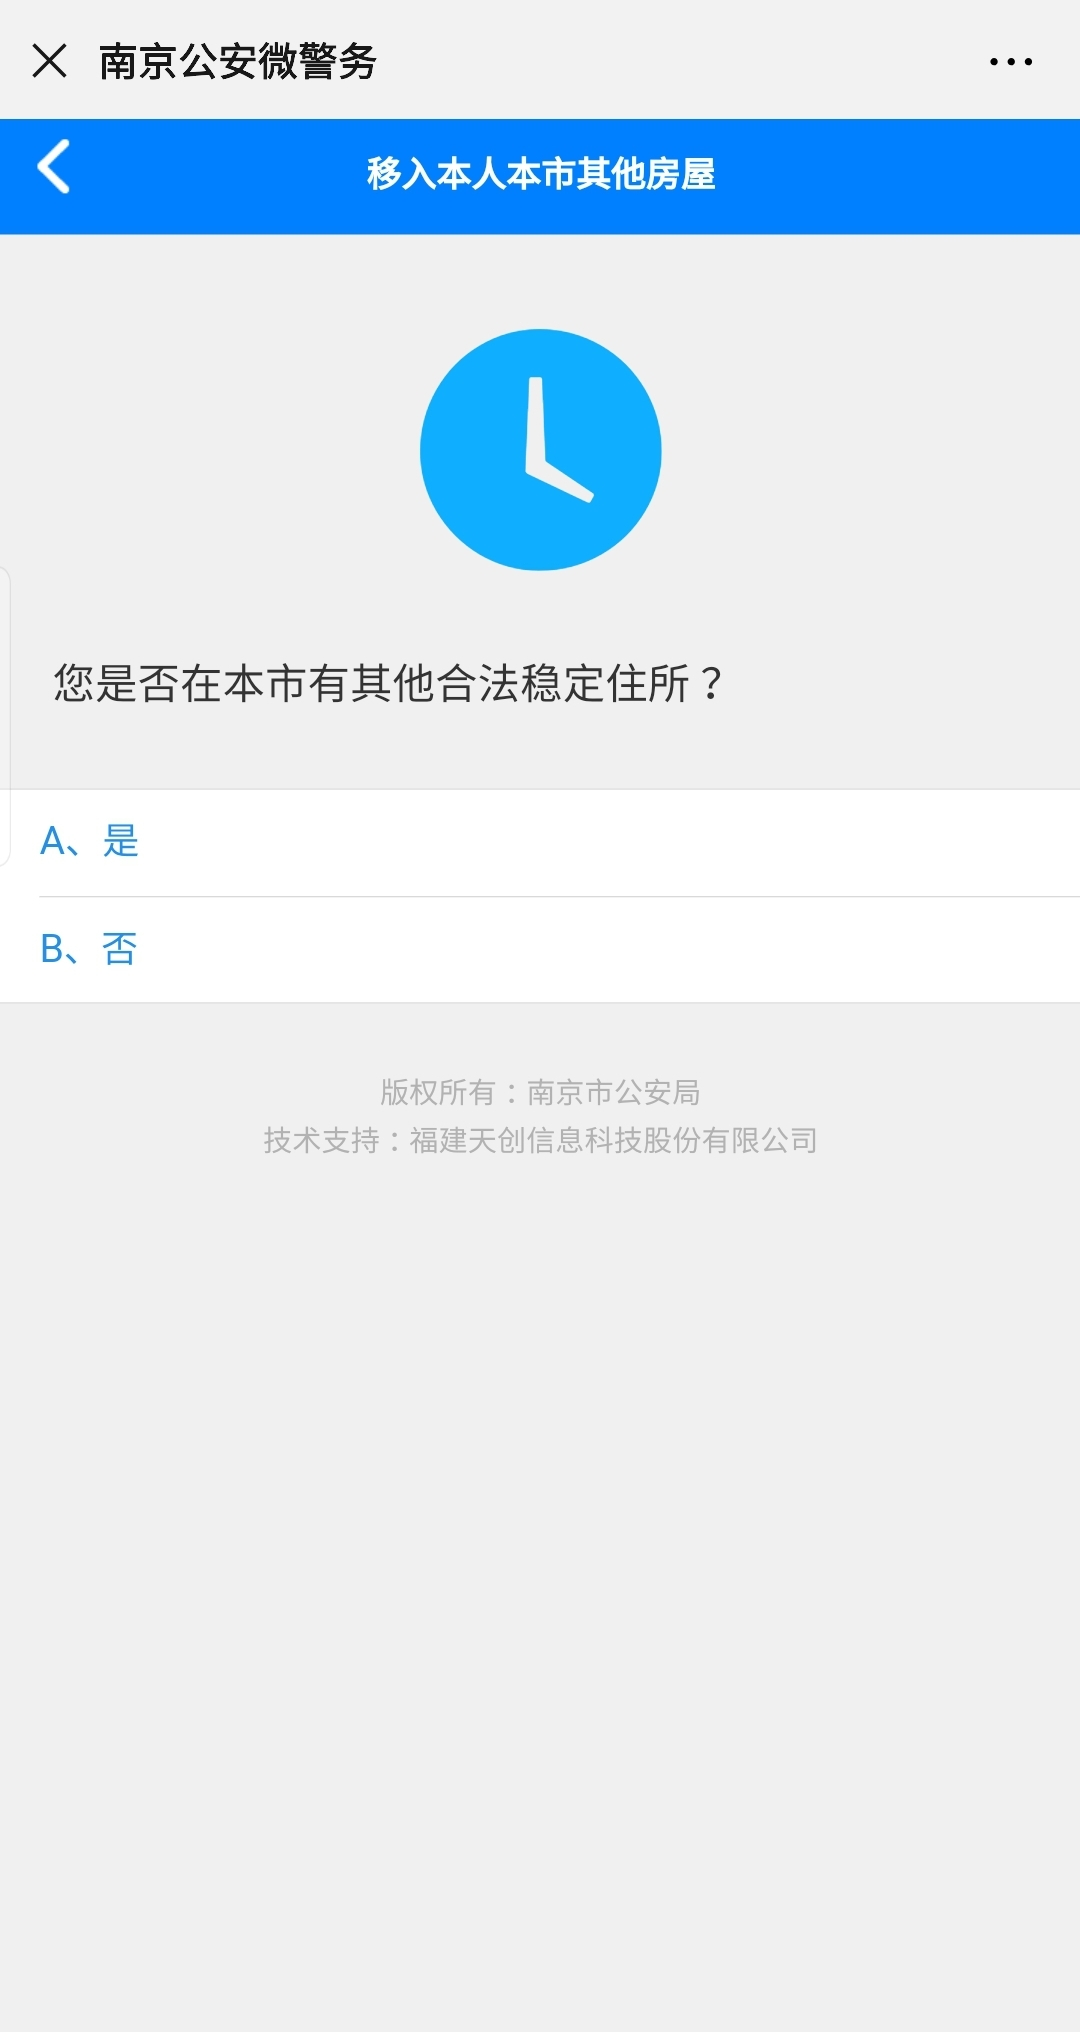 南京公安微警务
移入本人本市其他房屋
您是否在本市有其他合法稳定住所？
A、是
B、否
版权所有：南京市公安局
技术支持：福建天创信息科技股份有限公司